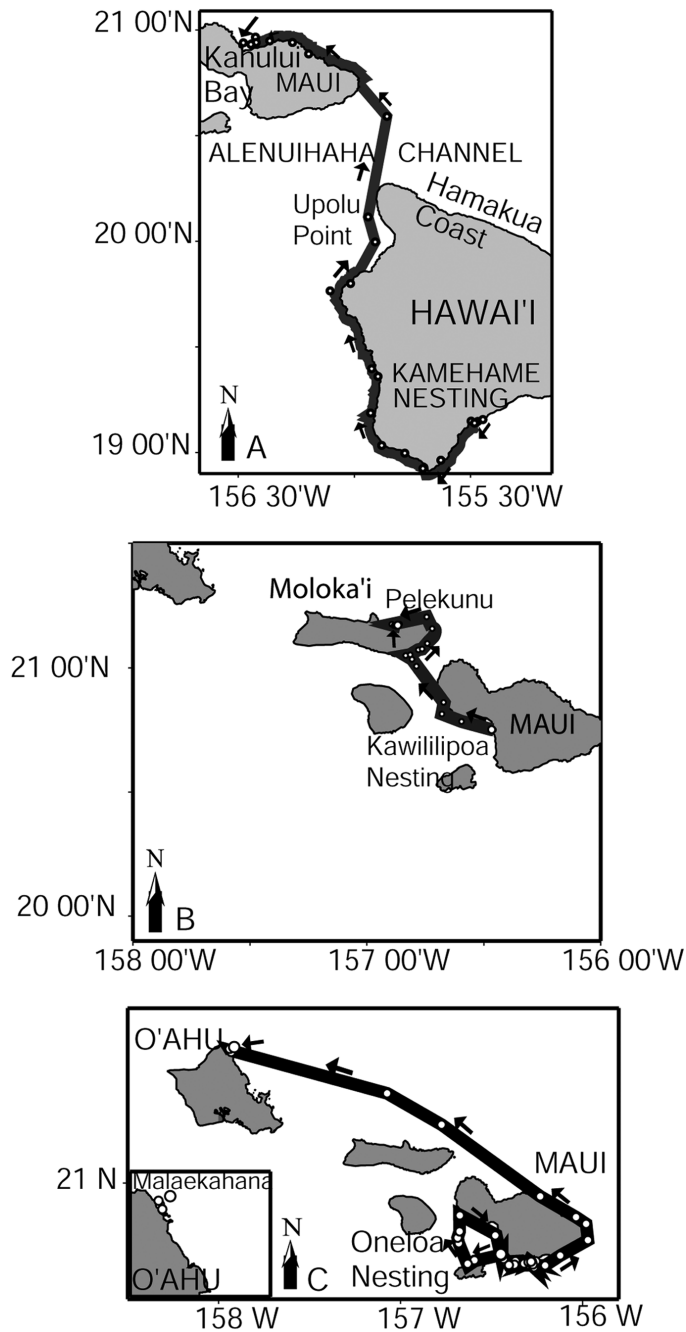 21 00'N
Kahului
Bay
MAUI
ALENUIHAHA CHANNEL
Upolu
Point
Hamakua
Coast
20 00'N
HAWAI'I
KAMEHAME
NESTING
N
A
19 00'N
156 30'W 155 30'W
Moloka'i
Pelekunu
21 00'N
MAUI
Kawililipoa
Nesting
N
B
20 00'N
158 00'W 157 00'W 156 00'W
O'AHU
MAUI
21 N
Malaekahana
O'AHU
Oneloa
Nesting
N
C
158 W 157 W 156 W